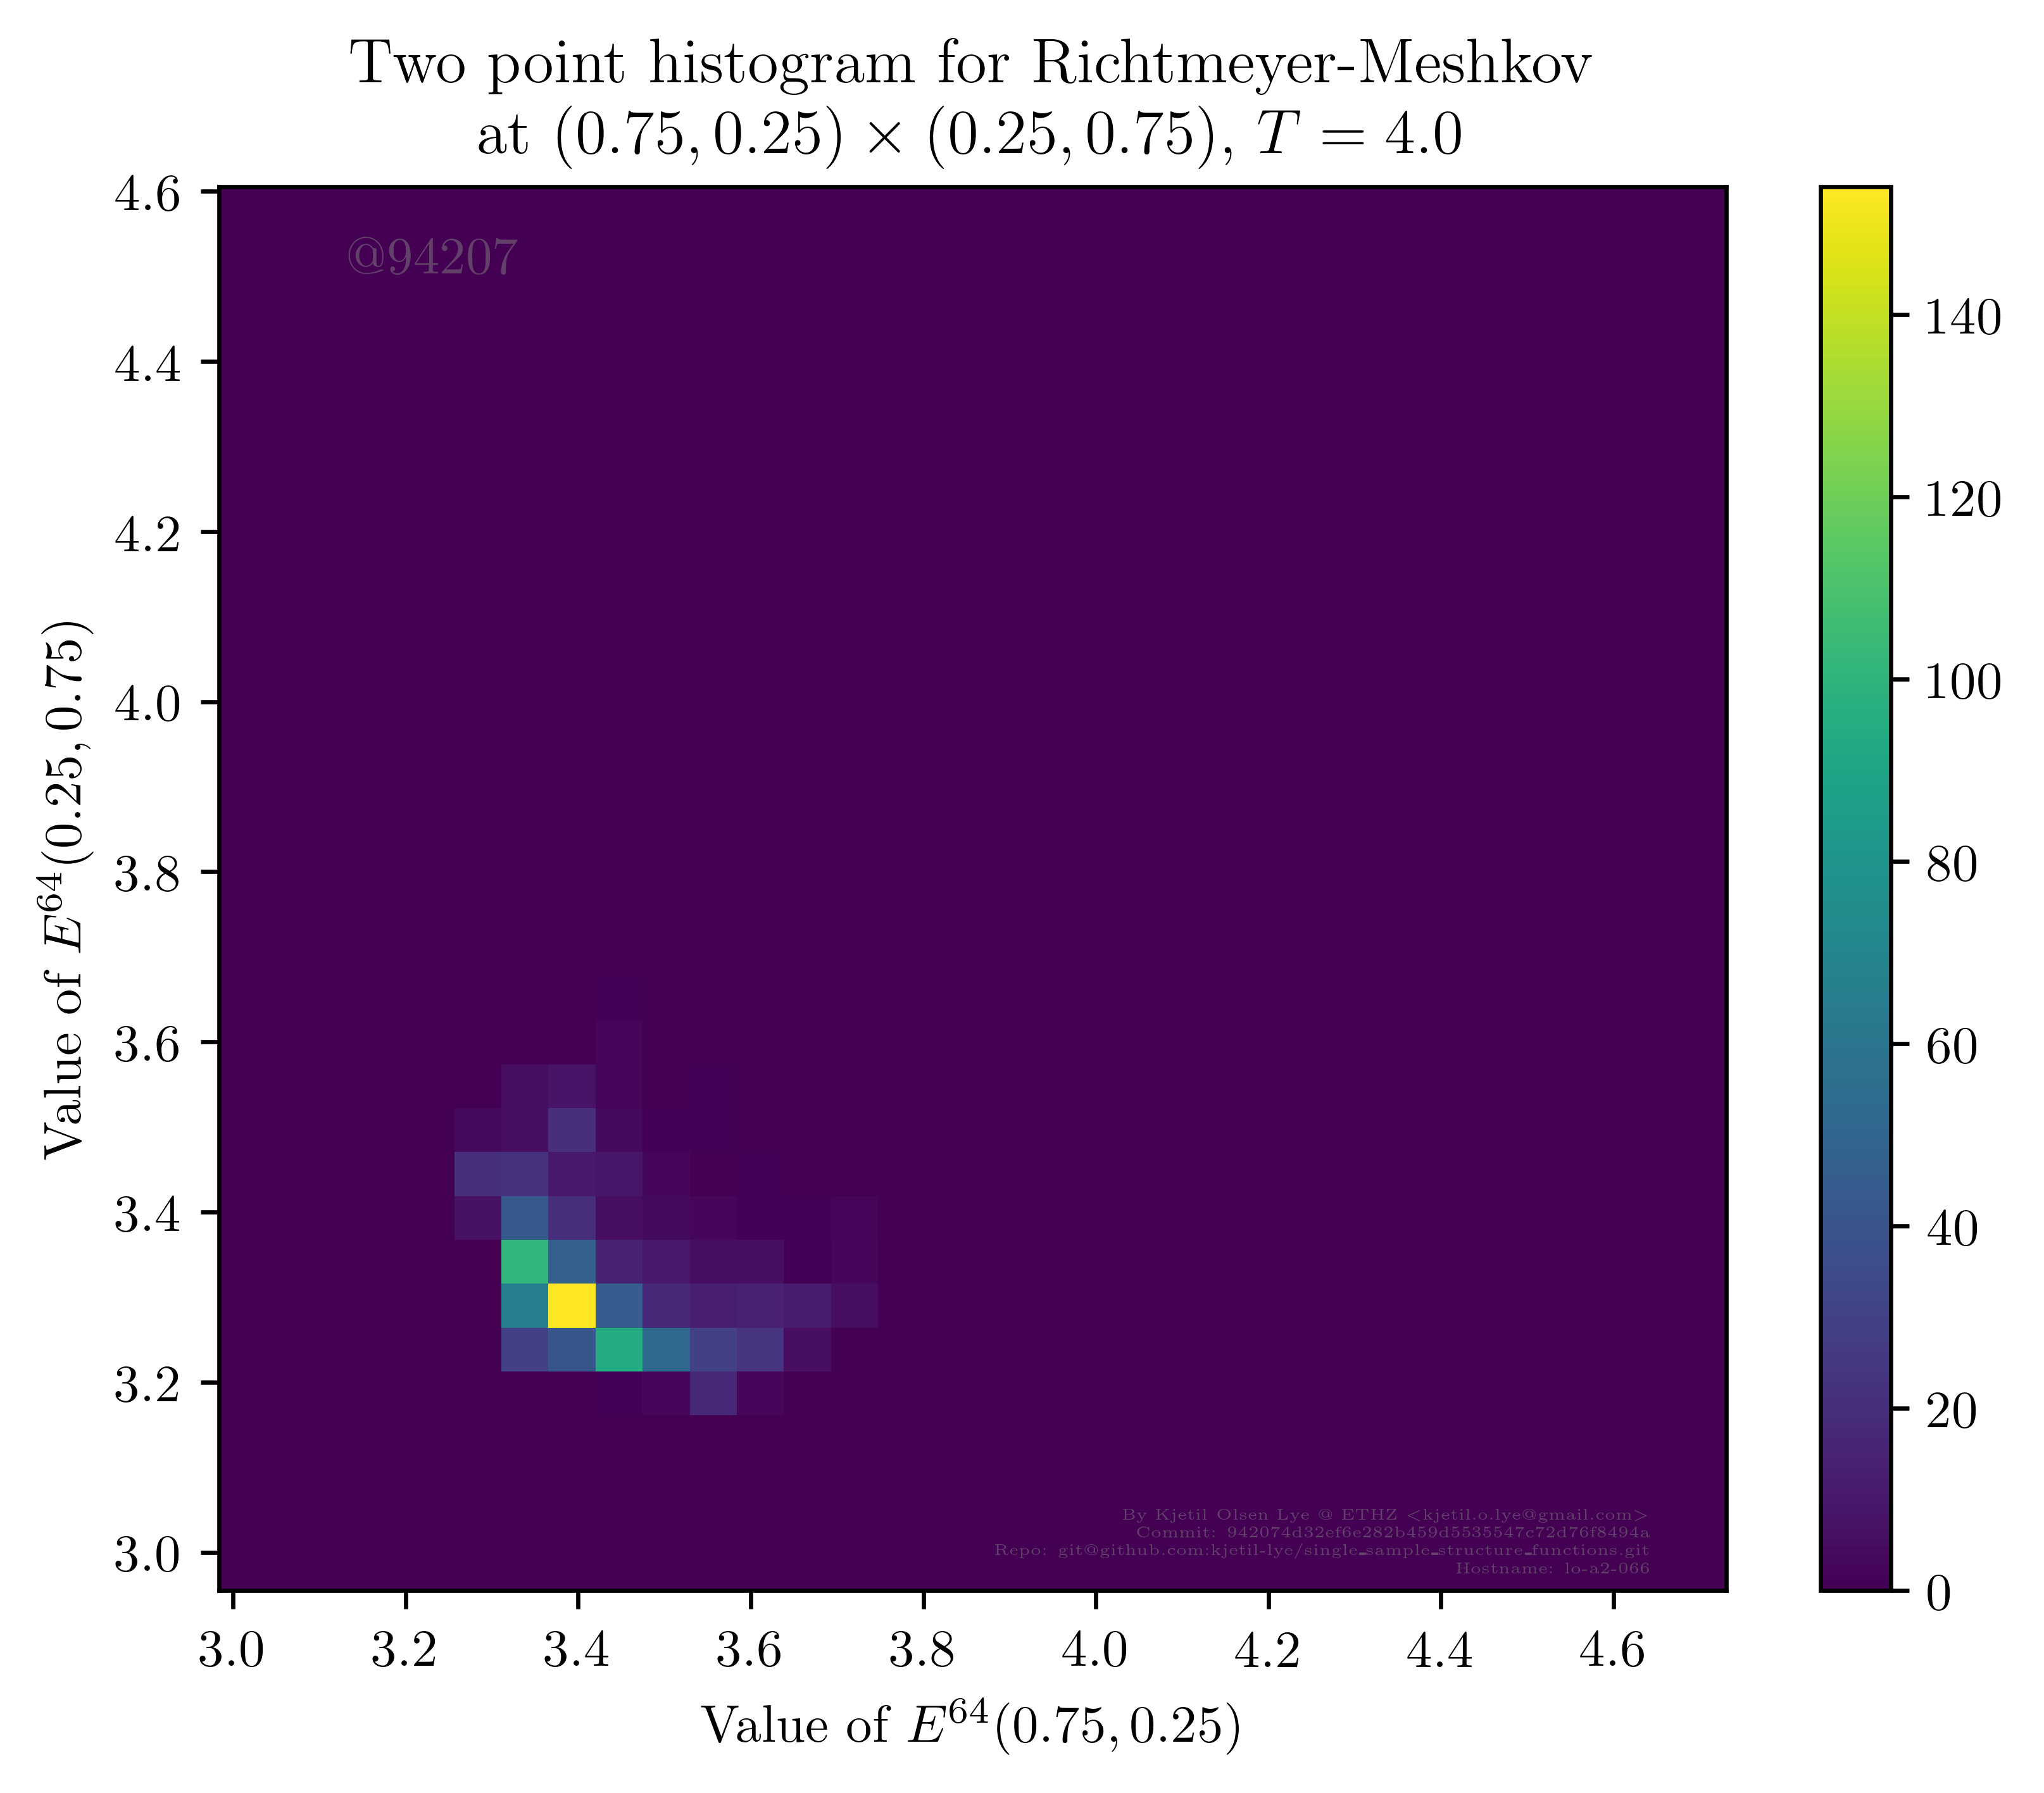 Two point histogram for Richtmeyer-Meshkov
at (0.75, 0.25) × (0.25, 0.75), T = 4.0
@94207
4.6
4.4
4.2
4.0
3.8
3.6
3.4
3.2
3.0
Value of E^64(0.25, 0.75)
3.0 3.2 3.4 3.6 3.8 4.0 4.2 4.4 4.6
Value of E^64(0.75, 0.25)
By Kjetil Olsen Lye @ ETHZ <kjetil.o.lye@gmail.com>
Commit: 942074d32ef6e282b459d5535547c72d76f8494a
Repo: git@github.com:kjetil-lye/single_sample_structure_functions.git
Hostname: lo-a2-066
140
120
100
80
60
40
20
0